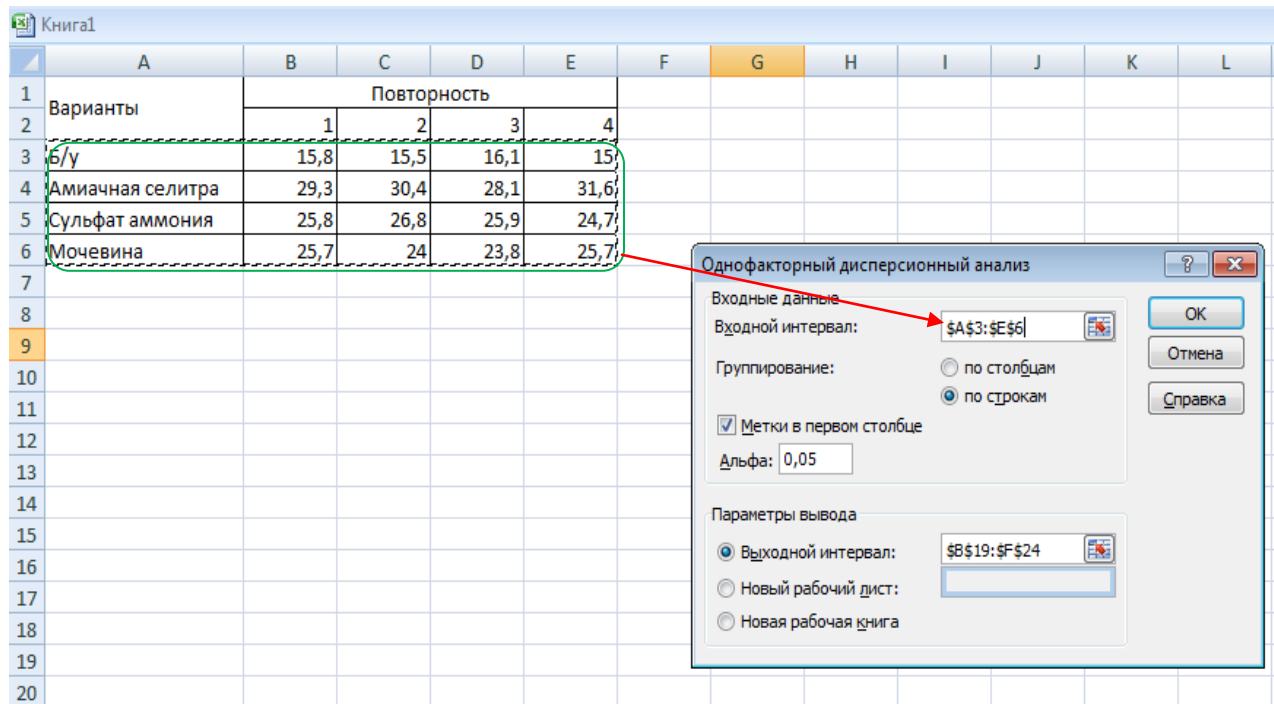 Книга1
A B C D E F G H I J K L
1 Варианты Повторность
2 1 2 3 4
3 Б/у 15,8 15,5 16,1 15
4 Амиачная селитра 29,3 30,4 28,1 31,6
5 Сульфат аммония 25,8 26,8 25,9 24,7
6 Мочевина 25,7 24 23,8 25,7
7
8
9
10
11
12
13
14
15
16
17
18
19
20
Однофакторный дисперсионный анализ
Входные данные
Входной интервал: $A$3:$E$6
Группирование: по столбцам
по строкам
Метки в первом столбце
Альфа: 0,05
OK
Отмена
Справка
Параметры вывода
Выходной интервал: $B$19:$F$24
Новый рабочий лист:
Новая рабочая книга